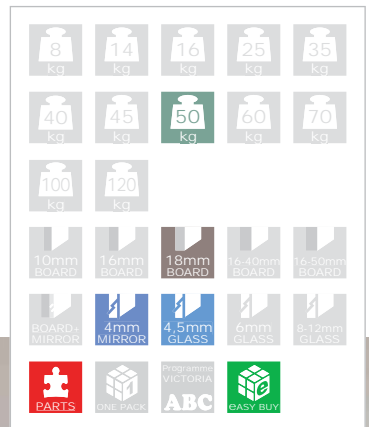 8 14 16 25 35
kg kg kg kg kg
40 45 50 60 70
kg kg kg kg kg
100 120
kg kg
10mm 16mm 18mm 16-40mm 16-50mm
BOARD BOARD BOARD BOARD BOARD
BOARD+ 4mm 4,5mm 6mm 8-12mm
MIRROR MIRROR GLASS GLASS GLASS
Programme
VICTORIA
1 e
PARTS ONE PACK ABC eASY BUY